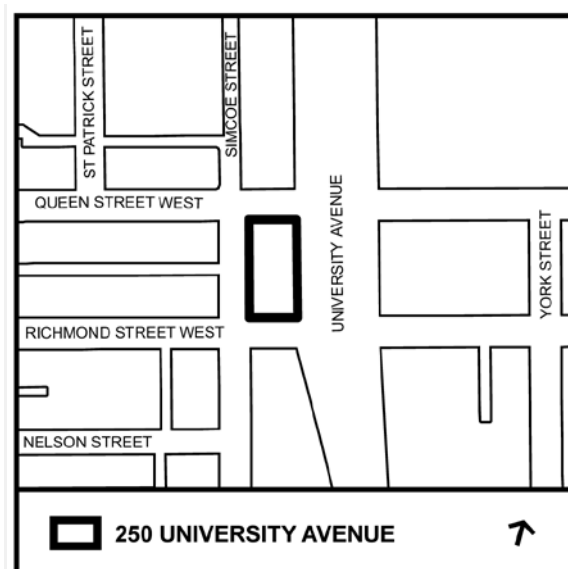 ST PATRICK STREET
SIMCOE STREET
QUEEN STREET WEST
UNIVERSITY AVENUE
YORK STREET
RICHMOND STREET WEST
NELSON STREET
250 UNIVERSITY AVENUE